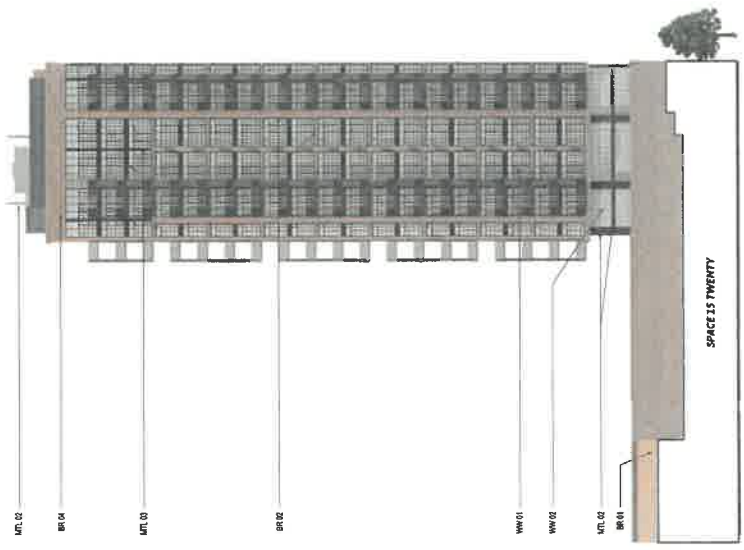 MTL 02
BR 04
MTL 03
BR 02
WW 01
WW 02
MTL 02
BR 01
SPACE 15 TWENTY